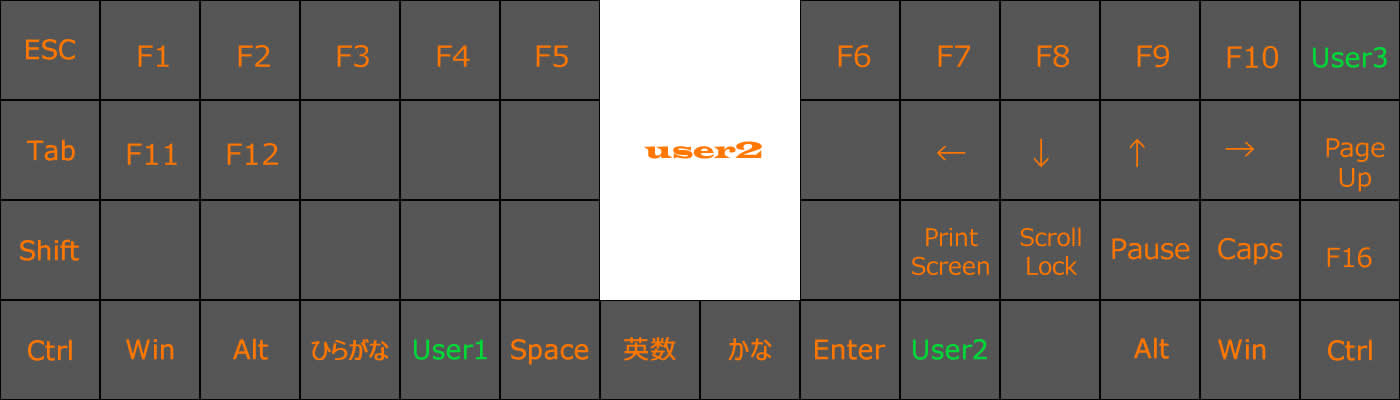 ESC F1 F2 F3 F4 F5 F6 F7 F8 F9 F10 User3
Tab F11 F12 user2 ← ↓ ↑ → Page
Up
Shift Print Scroll Pause Caps F16
Screen Lock
Ctrl Win Alt ひらがな User1 Space 英数 かな Enter User2 Alt Win Ctrl